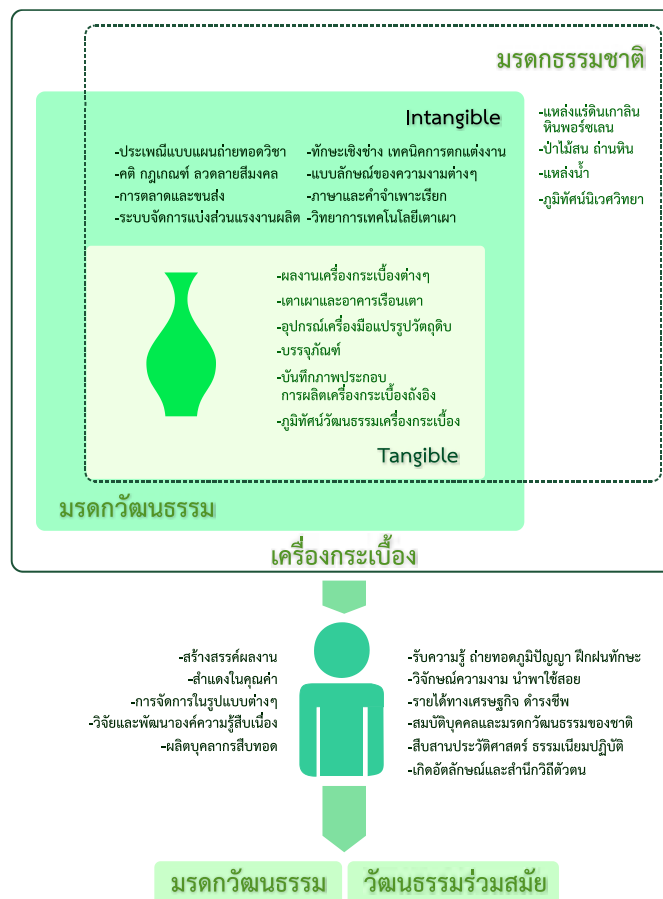 มรดกธรรมชาติ
Intangible
-ประเพณีแบบแผนถ่ายทอดวิชา
-คติ กฎเกณฑ์ ลวดลายสีมงคล
-การตลาดและขนส่ง
-ระบบจัดการแบ่งส่วนแรงงานผลิต
-ทักษะเชิงช่าง เทคนิคการตกแต่งงาน
-แบบลักษณ์ของความงามต่างๆ
-ภาษาและคำจำเพาะเรียก
-วิทยาการเทคโนโลยีเตาเผา
-แหล่งแร่ดินเกาลิน
หินพอร์ซเลน
-ป่าไม้สน ถ่านหิน
-แหล่งน้ำ
-ภูมิทัศน์นิเวศวิทยา
-ผลงานเครื่องกระเบื้องต่างๆ
-เตาเผาและอาคารเรือนเตา
-อุปกรณ์เครื่องมือแปรรูปวัตถุดิบ
-บรรจุภัณฑ์
-บันทึกภาพประกอบ
การผลิตเครื่องกระเบื้องถังอิง
-ภูมิทัศน์วัฒนธรรมเครื่องกระเบื้อง
Tangible
มรดกวัฒนธรรม
เครื่องกระเบื้อง
-สร้างสรรค์ผลงาน
-สำแดงในคุณค่า
-การจัดการในรูปแบบต่างๆ
-วิจัยและพัฒนาองค์ความรู้สืบเนื่อง
-ผลิตบุคลากรสืบทอด
-รับความรู้ ถ่ายทอดภูมิปัญญา ฝึกฝนทักษะ
-วิจักษณ์ความงาม นำพาใช้สอย
-รายได้ทางเศรษฐกิจ ดำรงชีพ
-สมบัติบุคคลและมรดกวัฒนธรรมของชาติ
-สืบสานประวัติศาสตร์ ธรรมเนียมปฏิบัติ
-เกิดอัตลักษณ์และสำนึกวิถีตัวตน
มรดกวัฒนธรรม
วัฒนธรรมร่วมสมัย